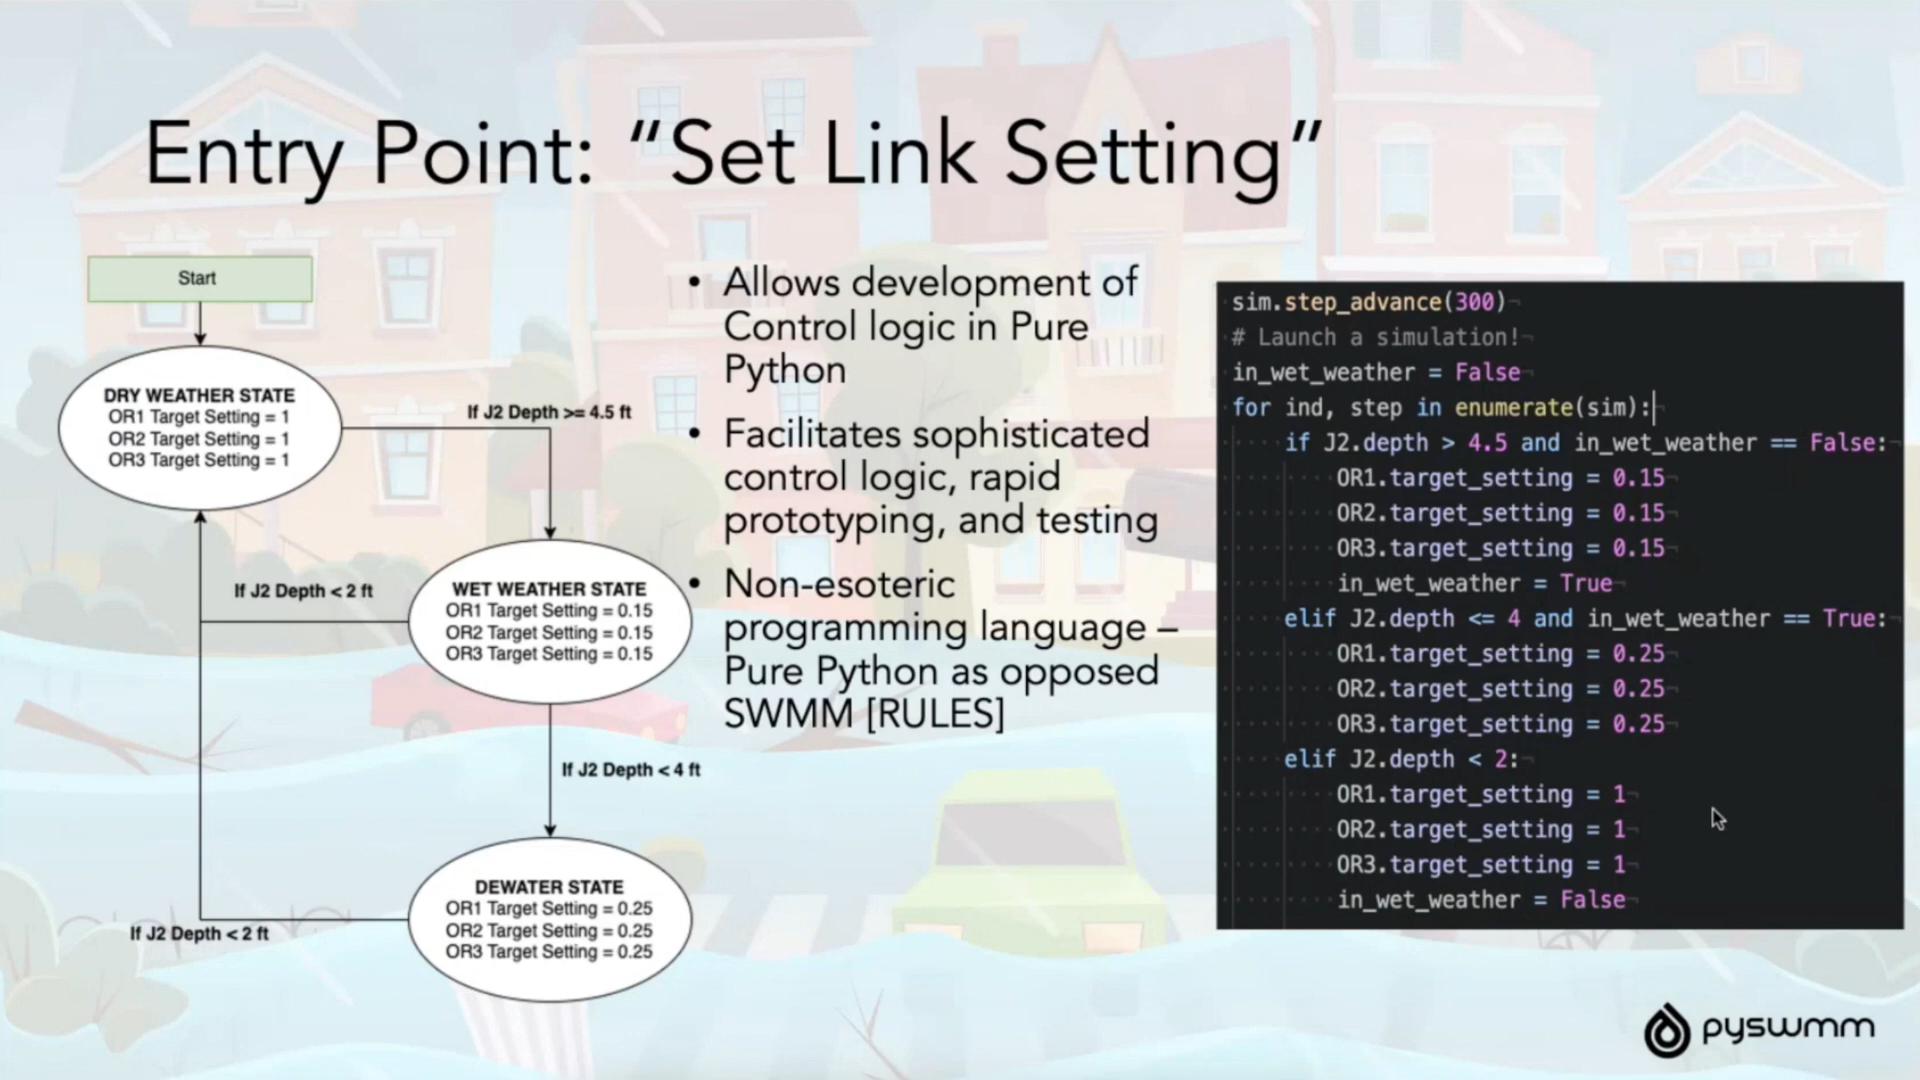 Entry Point: “Set Link Setting”
Start
DRY WEATHER STATE
OR1 Target Setting = 1
OR2 Target Setting = 1
OR3 Target Setting = 1
If J2 Depth >= 4.5 ft
If J2 Depth < 2 ft
WET WEATHER STATE
OR1 Target Setting = 0.15
OR2 Target Setting = 0.15
OR3 Target Setting = 0.15
If J2 Depth < 4 ft
DEWATER STATE
OR1 Target Setting = 0.25
OR2 Target Setting = 0.25
OR3 Target Setting = 0.25
If J2 Depth < 2 ft
• Allows development of
Control logic in Pure
Python
• Facilitates sophisticated
control logic, rapid
prototyping, and testing
• Non-esoteric
programming language –
Pure Python as opposed
SWMM [RULES]
sim.step_advance(300)
# Launch a simulation!
in_wet_weather = False
for ind, step in enumerate(sim):
if J2.depth > 4.5 and in_wet_weather == False:
OR1.target_setting = 0.15
OR2.target_setting = 0.15
OR3.target_setting = 0.15
in_wet_weather = True
elif J2.depth <= 4 and in_wet_weather == True:
OR1.target_setting = 0.25
OR2.target_setting = 0.25
OR3.target_setting = 0.25
elif J2.depth < 2:
OR1.target_setting = 1
OR2.target_setting = 1
OR3.target_setting = 1
in_wet_weather = False
pyswmm